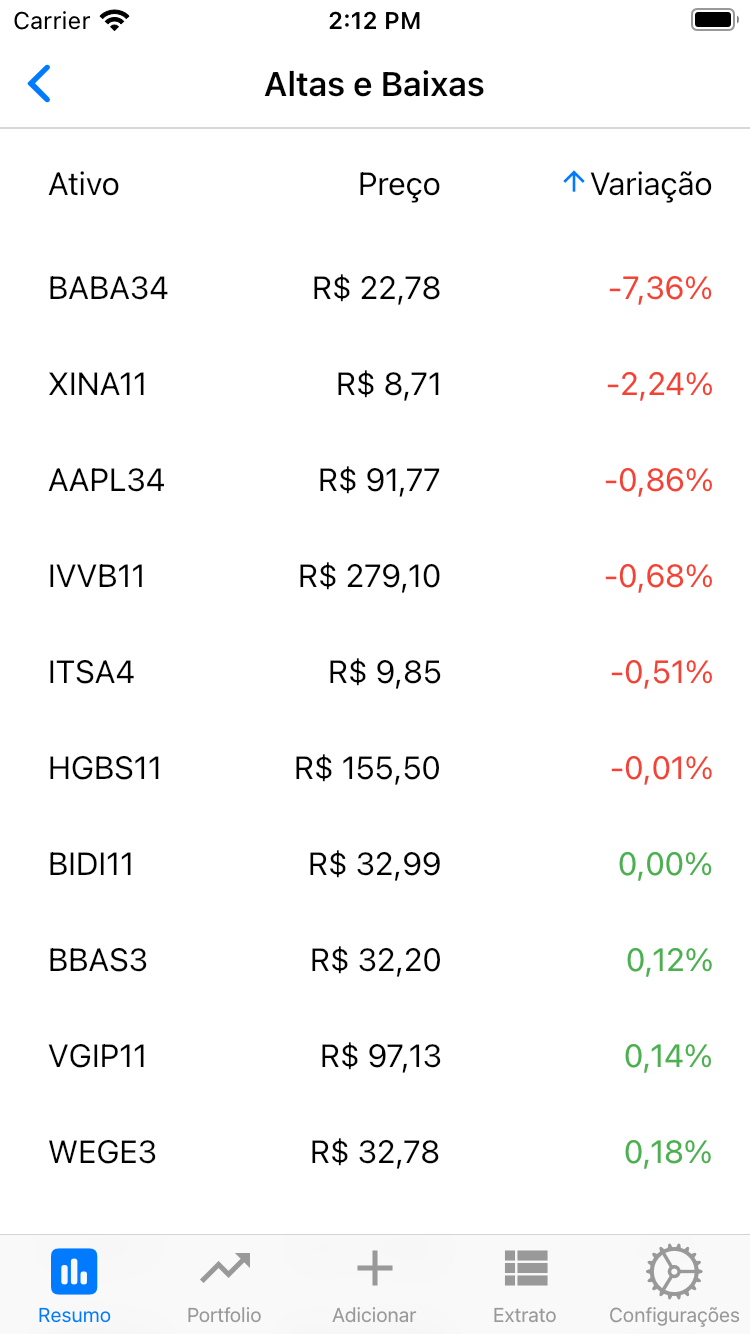 Carrier 2:12 PM
Altas e Baixas
Ativo Preço Variação
BABA34 R$ 22,78 -7,36%
XINA11 R$ 8,71 -2,24%
AAPL34 R$ 91,77 -0,86%
IVVB11 R$ 279,10 -0,68%
ITSA4 R$ 9,85 -0,51%
HGBS11 R$ 155,50 -0,01%
BIDI11 R$ 32,99 0,00%
BBAS3 R$ 32,20 0,12%
VGIP11 R$ 97,13 0,14%
WEGE3 R$ 32,78 0,18%
Resumo Portfolio Adicionar Extrato Configurações